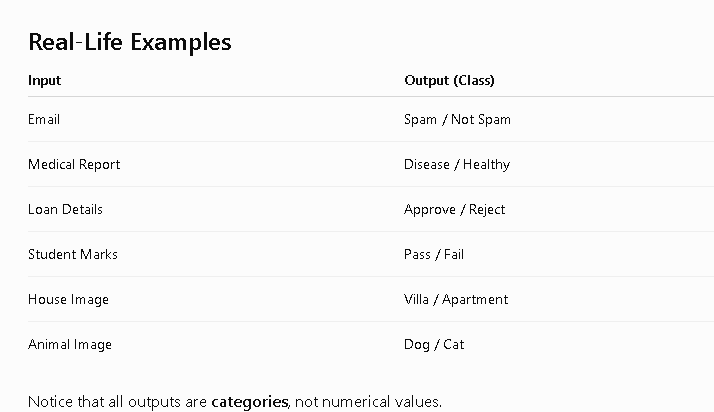 Real-Life Examples
Input Output (Class)
Email Spam / Not Spam
Medical Report Disease / Healthy
Loan Details Approve / Reject
Student Marks Pass / Fail
House Image Villa / Apartment
Animal Image Dog / Cat
Notice that all outputs are categories, not numerical values.